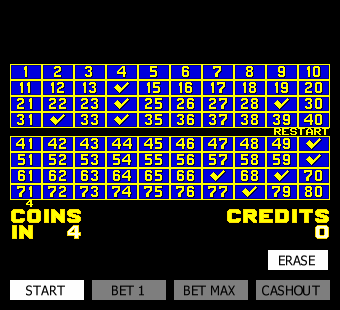 1 2 3 4 5 6 7 8 9 10
11 12 13 ✓ 15 16 17 18 19 20
21 22 23 ✓ 25 26 27 28 ✓ 30
31 ✓ 33 ✓ 35 36 37 38 39 40
RESTART
41 42 43 44 45 46 47 48 49 ✓
51 52 53 54 55 56 57 58 59 ✓
61 62 63 64 65 66 ✓ 68 ✓ 70
71 72 73 74 75 76 77 ✓ 79 80
4
COINS CREDITS
IN 4 0
ERASE
START BET 1 BET MAX CASHOUT